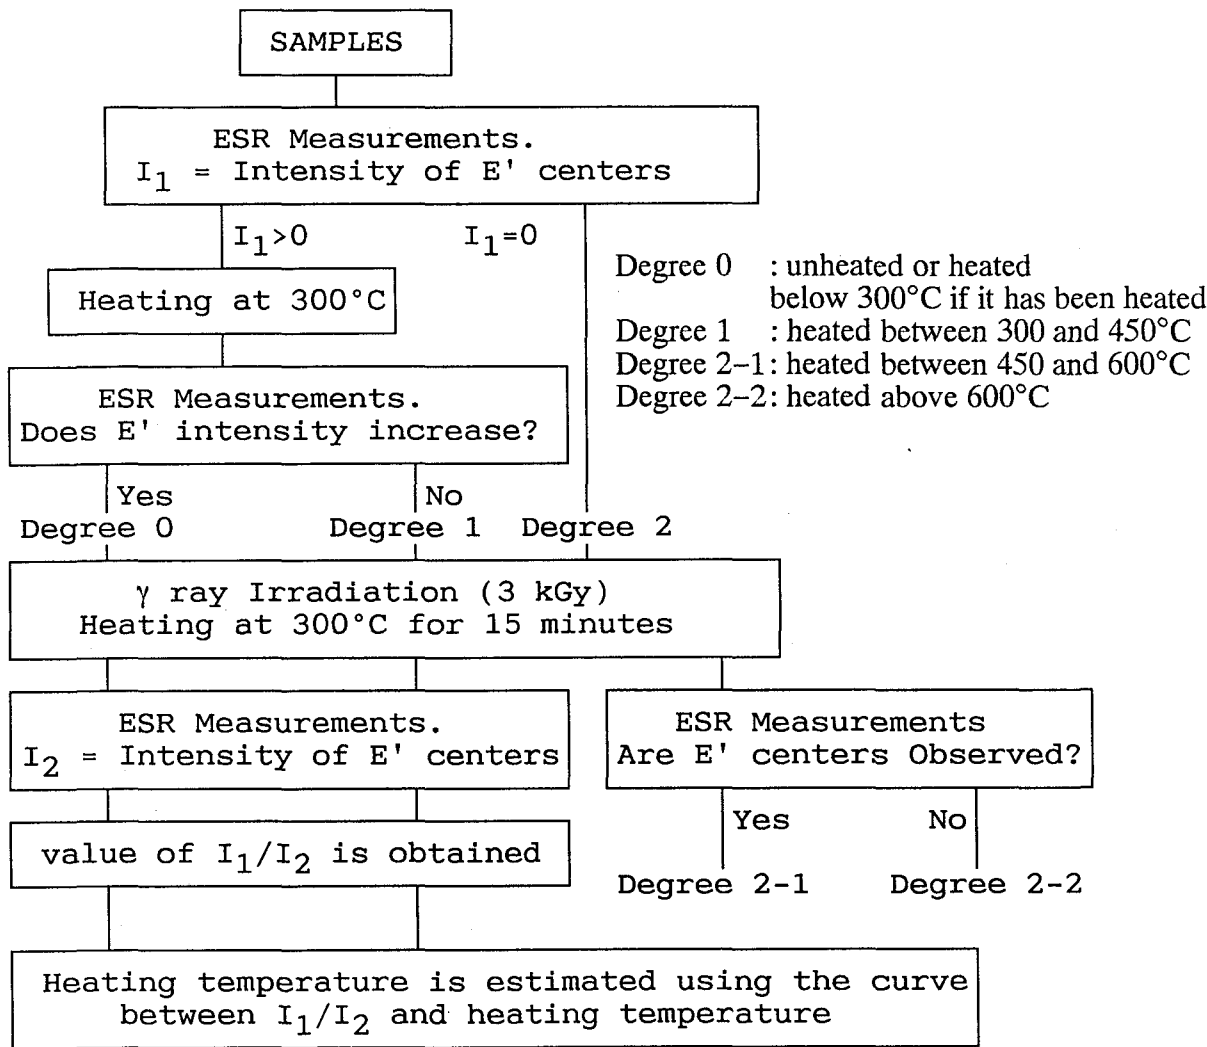 SAMPLES
ESR Measurements.
I₁ = Intensity of E' centers
I₁>0
I₁=0
Heating at 300°C
Degree 0 : unheated or heated
below 300°C if it has been heated
Degree 1 : heated between 300 and 450°C
Degree 2–1: heated between 450 and 600°C
Degree 2–2: heated above 600°C
ESR Measurements.
Does E' intensity increase?
Yes
No
Degree 0
Degree 1
Degree 2
γ ray Irradiation (3 kGy)
Heating at 300°C for 15 minutes
ESR Measurements.
I₂ = Intensity of E' centers
ESR Measurements
Are E' centers Observed?
Yes
No
value of I₁/I₂ is obtained
Degree 2-1
Degree 2-2
Heating temperature is estimated using the curve
between I₁/I₂ and heating temperature